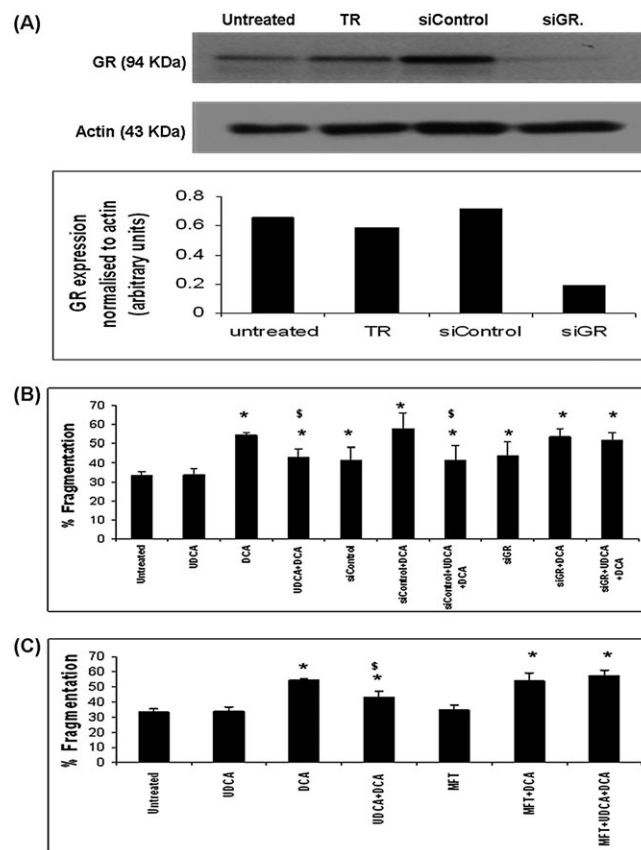 (A)
Untreated TR siControl siGR.
GR (94 KDa)
Actin (43 KDa)
GR expression
normalised to actin
(arbitrary units)
0.8
0.6
0.4
0.2
0
untreated TR siControl siGR
(B)
% Fragmentation
70
60
50
40
30
20
10
0
* $ * * * $ * * * *
Untreated
UDCA
DCA
UDCA+DCA
siControl
siControl+DCA
siControl+UDCA
+DCA
siGR
siGR+DCA
siGR+UDCA
+DCA
(C)
% Fragmentation
70
60
50
40
30
20
10
0
* $ * * *
Untreated
UDCA
DCA
UDCA+DCA
MFT
MFT+DCA
MFT+UDCA+DCA